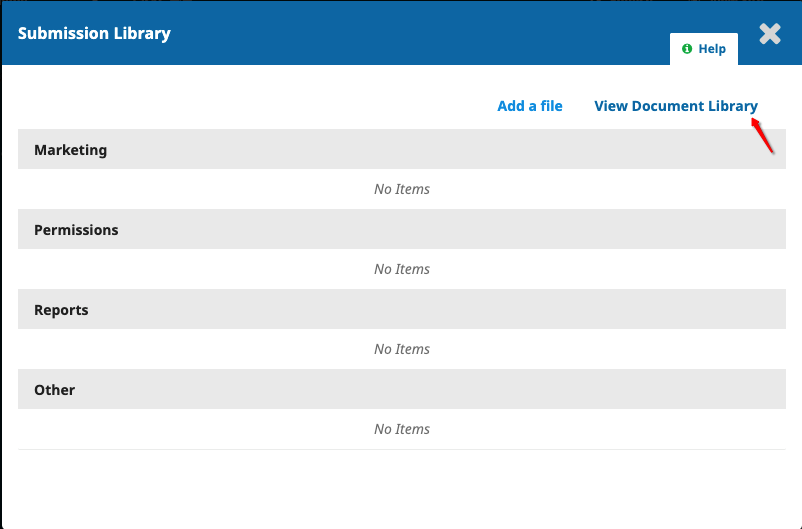 Submission Library
Help
Add a file View Document Library
Marketing
No Items
Permissions
No Items
Reports
No Items
Other
No Items